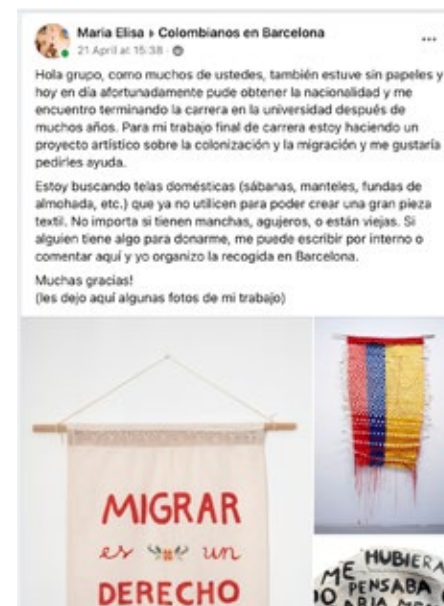 Maria Elisa ▸ Colombianos en Barcelona
21 April at 15:38 ·
Hola grupo, como muchos de ustedes, también estuve sin papeles y
hoy en día afortunadamente pude obtener la nacionalidad y me
encuentro terminando la carrera en la universidad después de
muchos años. Para mi trabajo final de carrera estoy haciendo un
proyecto artístico sobre la colonización y la migración y me gustaría
pedirles ayuda.
Estoy buscando telas domésticas (sábanas, manteles, fundas de
almohada, etc.) que ya no utilicen para poder crear una gran pieza
textil. No importa si tienen manchas, agujeros, o están viejas. Si
alguien tiene algo para donarme, me puede escribir por interno o
comentar aquí y yo organizo la recogida en Barcelona.
Muchas gracias!
(les dejo aquí algunas fotos de mi trabajo)
MIGRAR
es un
DERECHO
ME HUBIERA
PENSABA